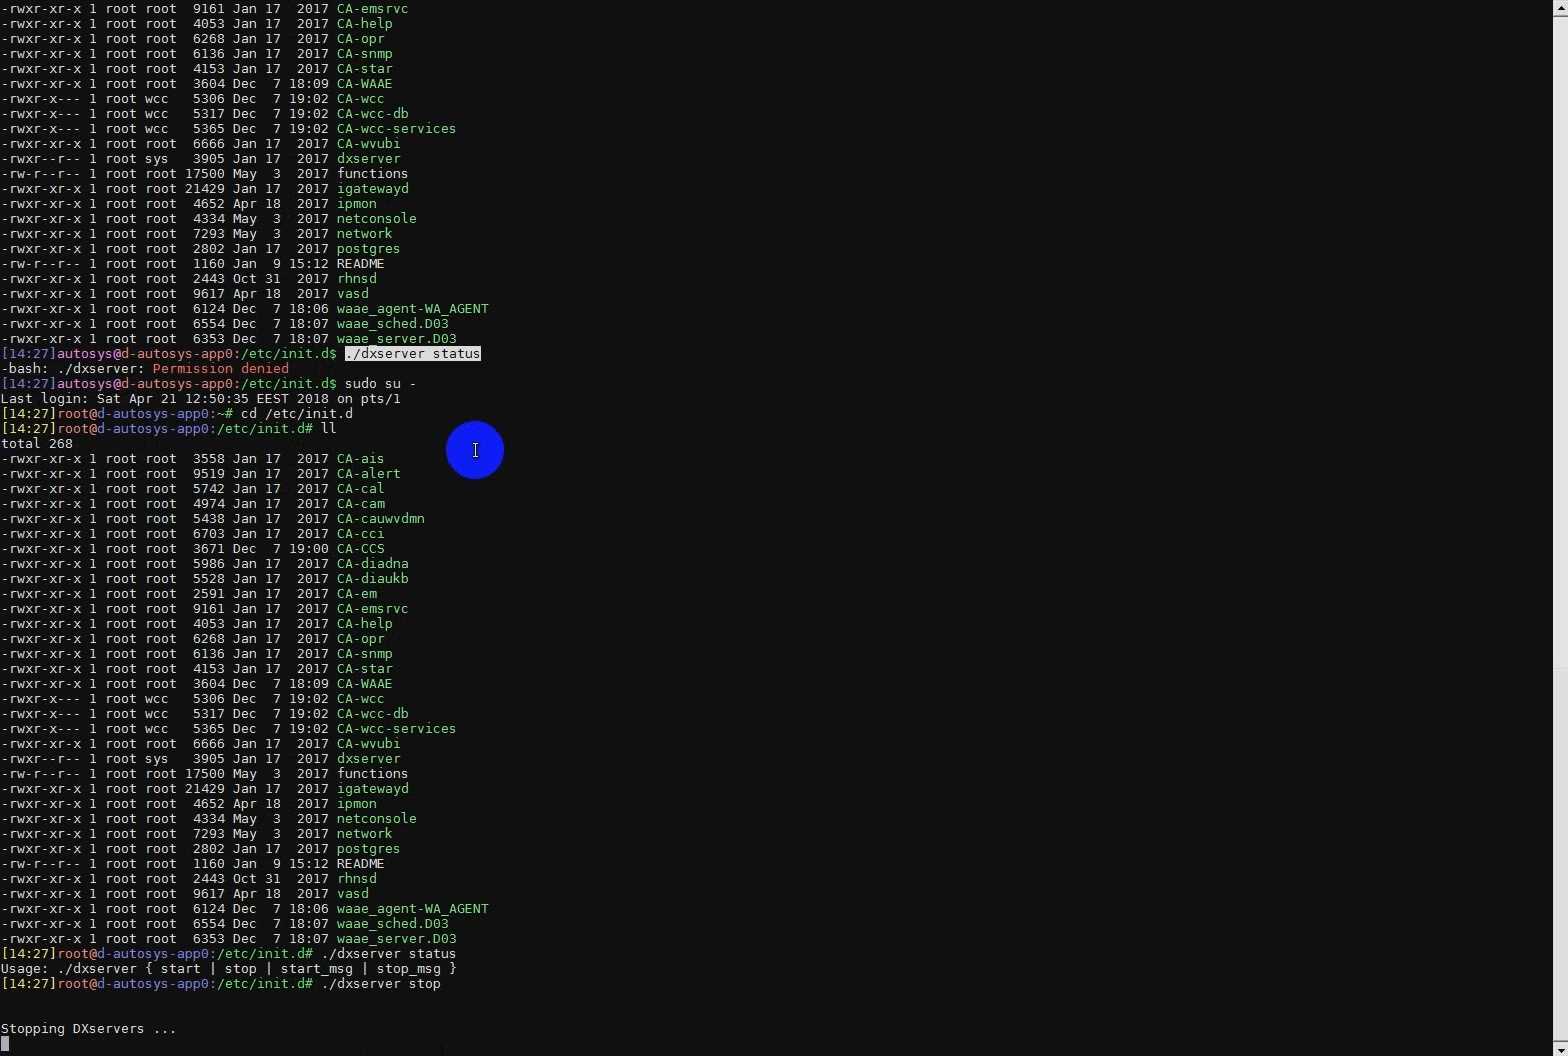 -rwxr-xr-x 1 root root  9161 Jan 17  2017 CA-emsrvc
-rwxr-xr-x 1 root root  4053 Jan 17  2017 CA-help
-rwxr-xr-x 1 root root  6268 Jan 17  2017 CA-opr
-rwxr-xr-x 1 root root  6136 Jan 17  2017 CA-snmp
-rwxr-xr-x 1 root root  4153 Jan 17  2017 CA-star
-rwxr-xr-x 1 root root  3604 Dec  7 18:09 CA-WAAE
-rwxr-x--- 1 root wcc   5306 Dec  7 19:02 CA-wcc
-rwxr-x--- 1 root wcc   5317 Dec  7 19:02 CA-wcc-db
-rwxr-x--- 1 root wcc   5365 Dec  7 19:02 CA-wcc-services
-rwxr-xr-x 1 root root  6666 Jan 17  2017 CA-wvubi
-rwxr--r-- 1 root sys   3905 Jan 17  2017 dxserver
-rw-r--r-- 1 root root 17500 May  3  2017 functions
-rwxr-xr-x 1 root root 21429 Jan 17  2017 igatewayd
-rwxr-xr-x 1 root root  4652 Apr 18  2017 ipmon
-rwxr-xr-x 1 root root  4334 May  3  2017 netconsole
-rwxr-xr-x 1 root root  7293 May  3  2017 network
-rwxr-xr-x 1 root root  2802 Jan 17  2017 postgres
-rw-r--r-- 1 root root  1160 Jan  9 15:12 README
-rwxr-xr-x 1 root root  2443 Oct 31  2017 rhnsd
-rwxr-xr-x 1 root root  9617 Apr 18  2017 vasd
-rwxr-xr-x 1 root root  6124 Dec  7 18:06 waae_agent-WA_AGENT
-rwxr-xr-x 1 root root  6554 Dec  7 18:07 waae_sched.D03
-rwxr-xr-x 1 root root  6353 Dec  7 18:07 waae_server.D03
[14:27]autosys@d-autosys-app0:/etc/init.d$ ./dxserver status
-bash: ./dxserver: Permission denied
[14:27]autosys@d-autosys-app0:/etc/init.d$ sudo su -
Last login: Sat Apr 21 12:50:35 EEST 2018 on pts/1
[14:27]root@d-autosys-app0:~# cd /etc/init.d
[14:27]root@d-autosys-app0:/etc/init.d# ll
total 268
-rwxr-xr-x 1 root root  3558 Jan 17  2017 CA-ais
-rwxr-xr-x 1 root root  9519 Jan 17  2017 CA-alert
-rwxr-xr-x 1 root root  5742 Jan 17  2017 CA-cal
-rwxr-xr-x 1 root root  4974 Jan 17  2017 CA-cam
-rwxr-xr-x 1 root root  5438 Jan 17  2017 CA-cauwvdmn
-rwxr-xr-x 1 root root  6703 Jan 17  2017 CA-cci
-rwxr-xr-x 1 root root  3671 Dec  7 19:00 CA-CCS
-rwxr-xr-x 1 root root  5986 Jan 17  2017 CA-diadna
-rwxr-xr-x 1 root root  5528 Jan 17  2017 CA-diaukb
-rwxr-xr-x 1 root root  2591 Jan 17  2017 CA-em
-rwxr-xr-x 1 root root  9161 Jan 17  2017 CA-emsrvc
-rwxr-xr-x 1 root root  4053 Jan 17  2017 CA-help
-rwxr-xr-x 1 root root  6268 Jan 17  2017 CA-opr
-rwxr-xr-x 1 root root  6136 Jan 17  2017 CA-snmp
-rwxr-xr-x 1 root root  4153 Jan 17  2017 CA-star
-rwxr-xr-x 1 root root  3604 Dec  7 18:09 CA-WAAE
-rwxr-x--- 1 root wcc   5306 Dec  7 19:02 CA-wcc
-rwxr-x--- 1 root wcc   5317 Dec  7 19:02 CA-wcc-db
-rwxr-x--- 1 root wcc   5365 Dec  7 19:02 CA-wcc-services
-rwxr-xr-x 1 root root  6666 Jan 17  2017 CA-wvubi
-rwxr--r-- 1 root sys   3905 Jan 17  2017 dxserver
-rw-r--r-- 1 root root 17500 May  3  2017 functions
-rwxr-xr-x 1 root root 21429 Jan 17  2017 igatewayd
-rwxr-xr-x 1 root root  4652 Apr 18  2017 ipmon
-rwxr-xr-x 1 root root  4334 May  3  2017 netconsole
-rwxr-xr-x 1 root root  7293 May  3  2017 network
-rwxr-xr-x 1 root root  2802 Jan 17  2017 postgres
-rw-r--r-- 1 root root  1160 Jan  9 15:12 README
-rwxr-xr-x 1 root root  2443 Oct 31  2017 rhnsd
-rwxr-xr-x 1 root root  9617 Apr 18  2017 vasd
-rwxr-xr-x 1 root root  6124 Dec  7 18:06 waae_agent-WA_AGENT
-rwxr-xr-x 1 root root  6554 Dec  7 18:07 waae_sched.D03
-rwxr-xr-x 1 root root  6353 Dec  7 18:07 waae_server.D03
[14:27]root@d-autosys-app0:/etc/init.d# ./dxserver status
Usage: ./dxserver { start | stop | start_msg | stop_msg }
[14:27]root@d-autosys-app0:/etc/init.d# ./dxserver stop
Stopping DXservers ...